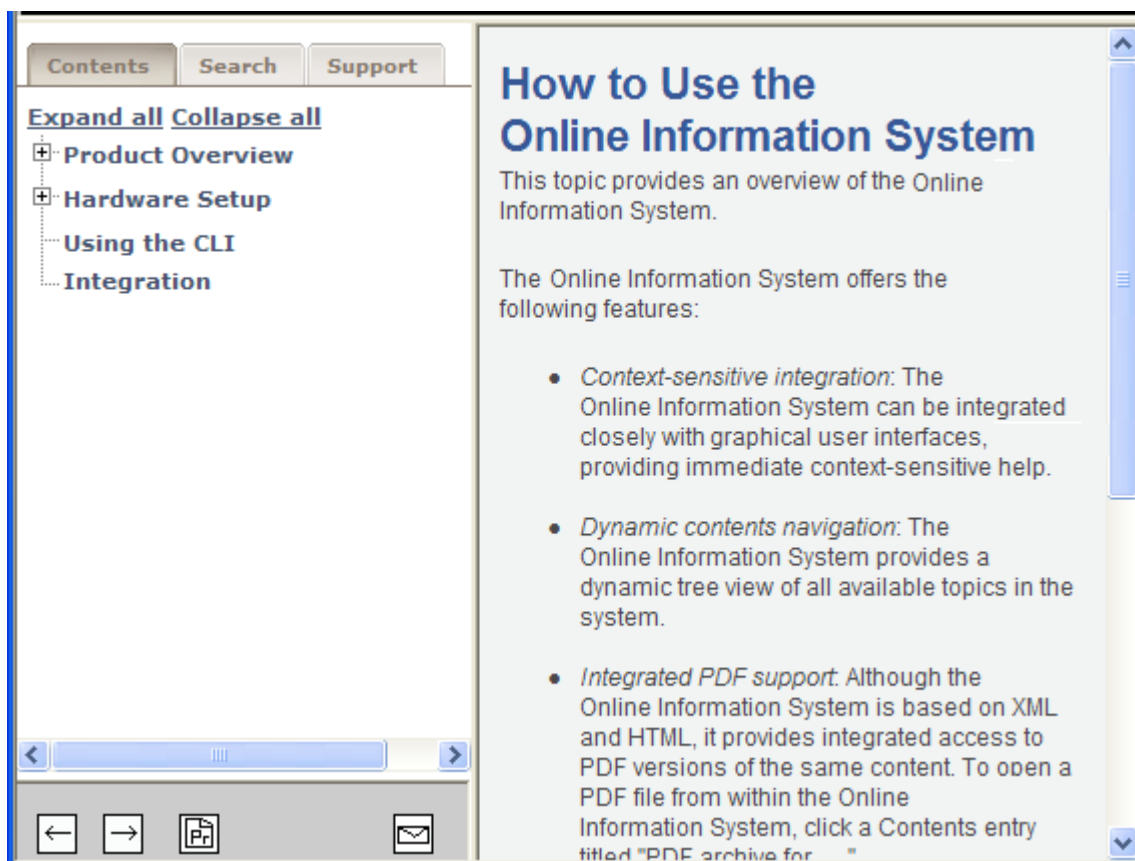 Contents Search Support
Expand all Collapse all
Product Overview
Hardware Setup
Using the CLI
Integration
Pr
How to Use the
Online Information System
This topic provides an overview of the Online
Information System.
The Online Information System offers the
following features:
• Context-sensitive integration: The
Online Information System can be integrated
closely with graphical user interfaces,
providing immediate context-sensitive help.
• Dynamic contents navigation: The
Online Information System provides a
dynamic tree view of all available topics in the
system.
• Integrated PDF support: Although the
Online Information System is based on XML
and HTML, it provides integrated access to
PDF versions of the same content. To open a
PDF file from within the Online
Information System, click a Contents entry
titled "PDF archive for ... "